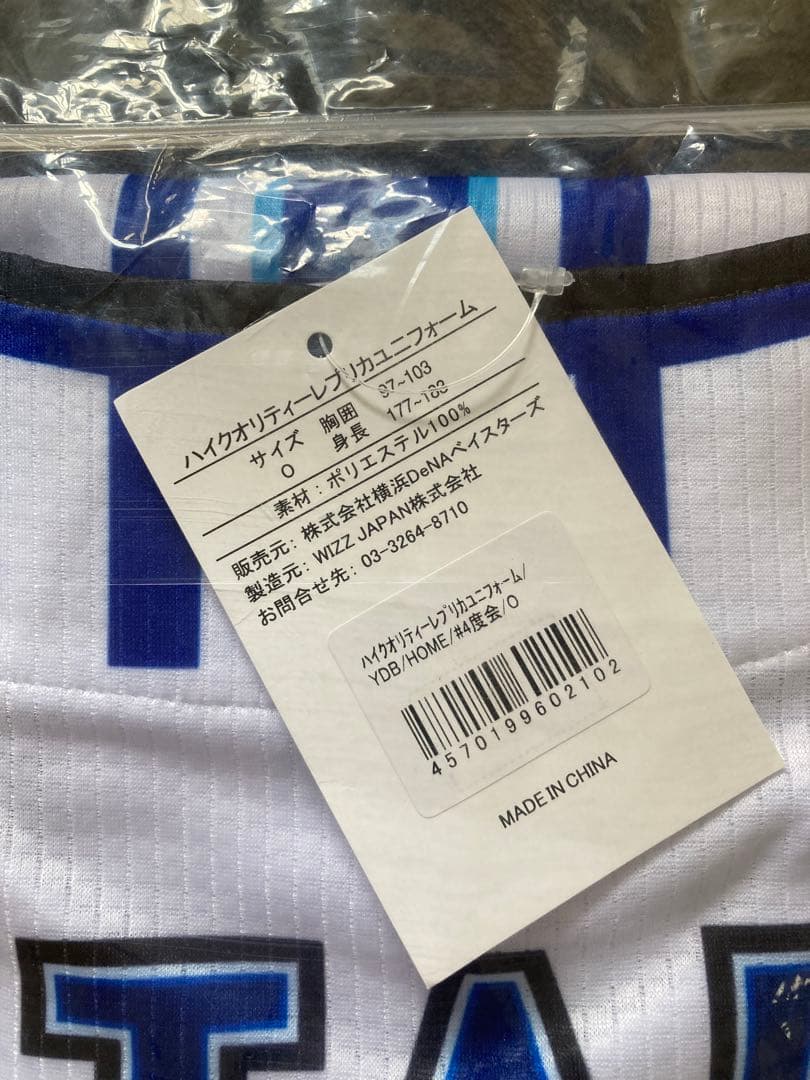 ハイクオリティーレプリカユニフォーム
サイズ 胸囲 97~103
O 身長 177~183
素材：ポリエステル100%
販売元：株式会社横浜DeNAベイスターズ
製造元：WIZZ JAPAN株式会社
お問合せ先：03-3264-8710
ハイクオリティーレプリカユニフォーム/
YDB/HOME/#4度会/O
4570199602102
MADE IN CHINA
TA